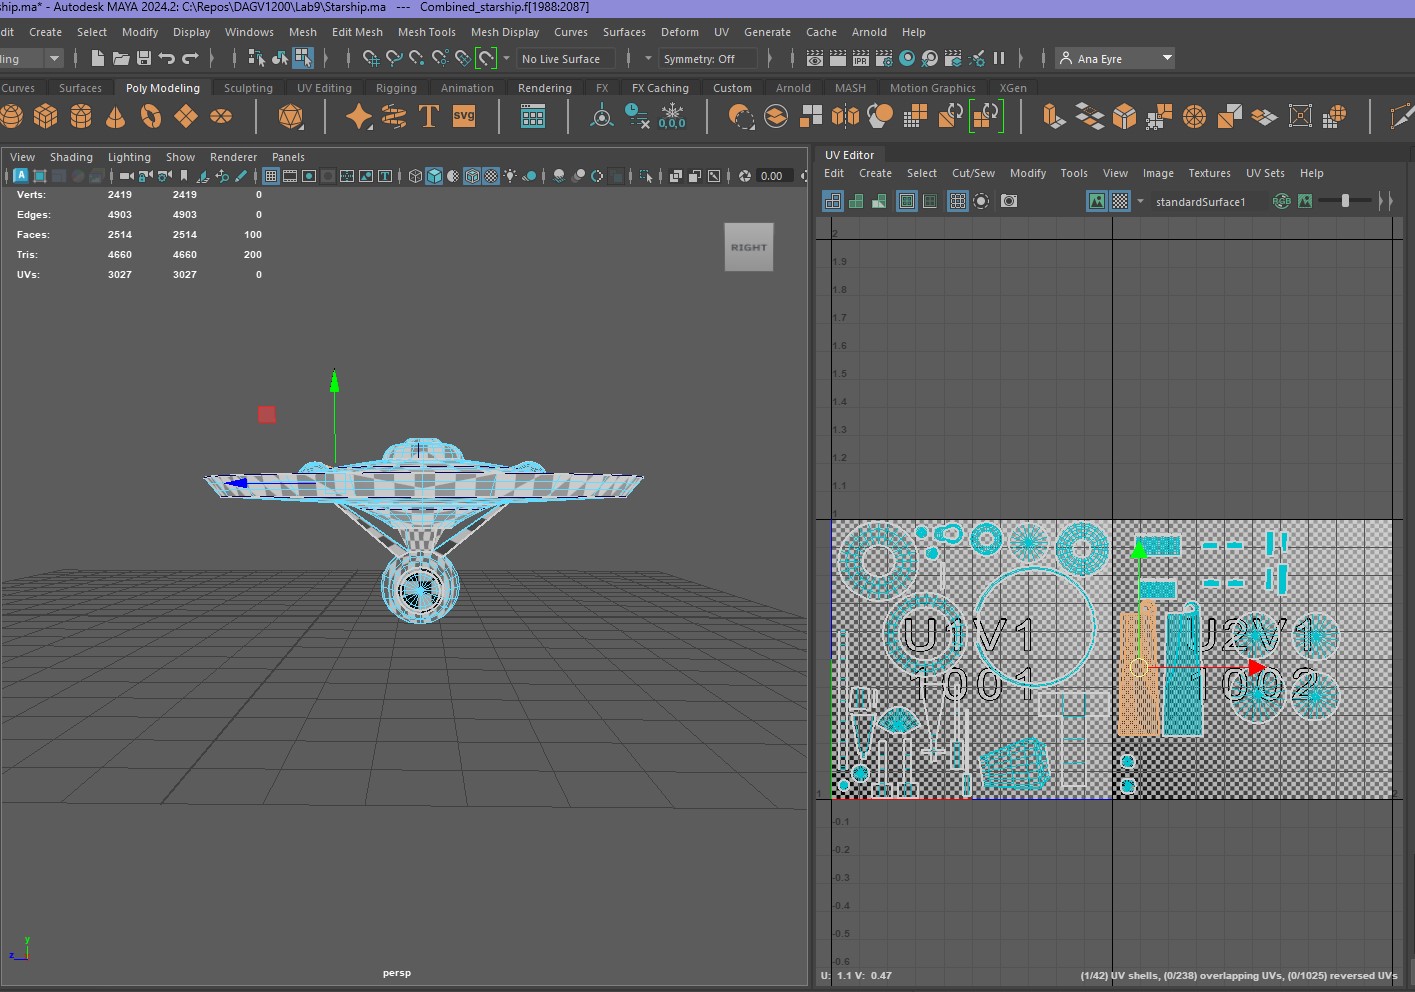 ship.ma* - Autodesk MAYA 2024.2: C:\Repos\DAGV1200\Lab9\Starship.ma --- Combined_starship.f[1988:2087]
dit Create Select Modify Display Windows Mesh Edit Mesh Mesh Tools Mesh Display Curves Surfaces Deform UV Generate Cache Arnold Help
ling No Live Surface Symmetry: Off IPR Ana Eyre
Curves Surfaces Poly Modeling Sculpting UV Editing Rigging Animation Rendering FX FX Caching Custom Arnold MASH Motion Graphics XGen
T SVG 0,0,0
View Shading Lighting Show Renderer Panels
0.00
Verts: 2419 2419 0
Edges: 4903 4903 0
Faces: 2514 2514 100
Tris: 4660 4660 200
UVs: 3027 3027 0
RIGHT
y
z
persp
UV Editor
Edit Create Select Cut/Sew Modify Tools View Image Textures UV Sets Help
standardSurface1 RGB
2
1.9
1.8
1.7
1.6
1.5
1.4
1.3
1.2
1.1
1
U1V1 U2V1
1001 1002
1 2
-0.1
-0.2
-0.3
-0.4
-0.5
-0.6
U: 1.1 V: 0.47 (1/42) UV shells, (0/238) overlapping UVs, (0/1025) reversed UVs